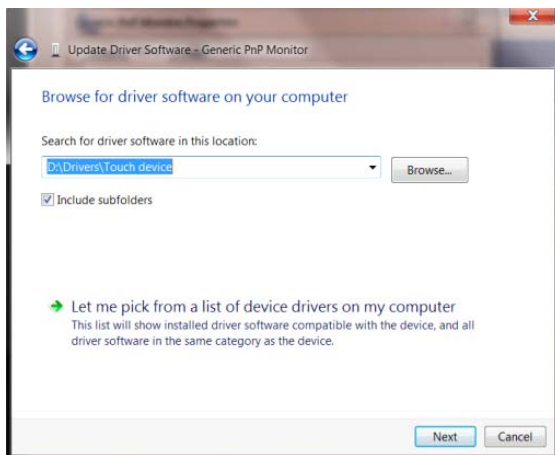 Update Driver Software - Generic PnP Monitor
Browse for driver software on your computer
Search for driver software in this location:
D:\Drivers\Touch device
Browse...
Include subfolders
Let me pick from a list of device drivers on my computer
This list will show installed driver software compatible with the device, and all
driver software in the same category as the device.
Next
Cancel